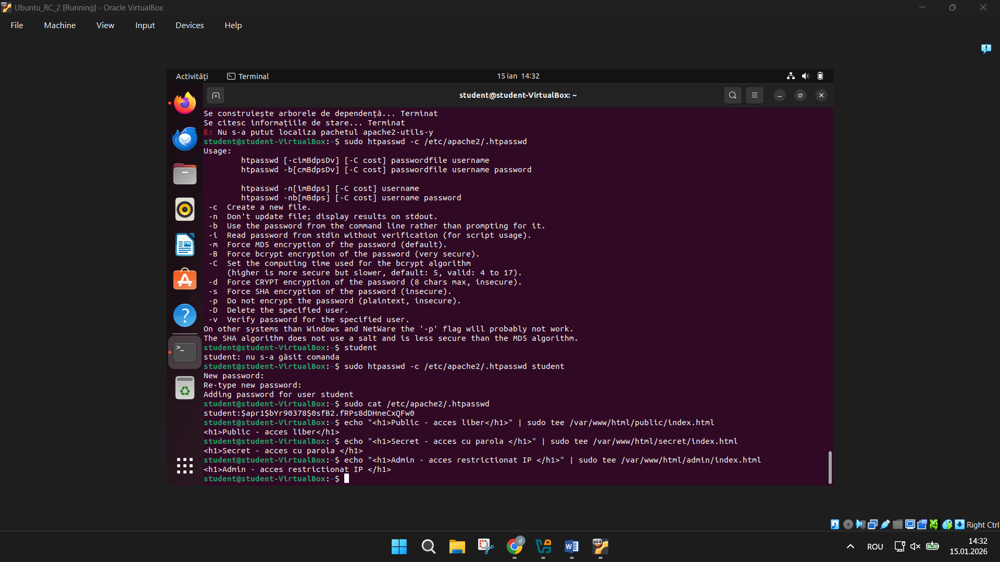 Ubuntu_RC_2 [Running] - Oracle VirtualBox
File Machine View Input Devices Help
Activități Terminal 15 ian 14:32
student@student-VirtualBox: ~
Se construiește arborele de dependență... Terminat
Se citesc informațiile de stare... Terminat
E: Nu s-a putut localiza pachetul apache2-utils-y
student@student-VirtualBox:~$ sudo htpasswd -c /etc/apache2/.htpasswd
Usage:
        htpasswd [-cimBdpsDv] [-C cost] passwordfile username
        htpasswd -b[cmBdpsDv] [-C cost] passwordfile username password

        htpasswd -n[imBdps] [-C cost] username
        htpasswd -nb[mBdps] [-C cost] username password
 -c  Create a new file.
 -n  Don't update file; display results on stdout.
 -b  Use the password from the command line rather than prompting for it.
 -i  Read password from stdin without verification (for script usage).
 -m  Force MD5 encryption of the password (default).
 -B  Force bcrypt encryption of the password (very secure).
 -C  Set the computing time used for the bcrypt algorithm
     (higher is more secure but slower, default: 5, valid: 4 to 17).
 -d  Force CRYPT encryption of the password (8 chars max, insecure).
 -s  Force SHA encryption of the password (insecure).
 -p  Do not encrypt the password (plaintext, insecure).
 -D  Delete the specified user.
 -v  Verify password for the specified user.
On other systems than Windows and NetWare the '-p' flag will probably not work.
The SHA algorithm does not use a salt and is less secure than the MD5 algorithm.
student@student-VirtualBox:~$ student
student: nu s-a găsit comanda
student@student-VirtualBox:~$ sudo htpasswd -c /etc/apache2/.htpasswd student
New password:
Re-type new password:
Adding password for user student
student@student-VirtualBox:~$ sudo cat /etc/apache2/.htpasswd
student:$apr1$bYr90378$0sfB2.fRPs8dDHneCxQFw0
student@student-VirtualBox:~$ echo "<h1>Public - acces liber</h1>" | sudo tee /var/www/html/public/index.html
<h1>Public - acces liber</h1>
student@student-VirtualBox:~$ echo "<h1>Secret - acces cu parola </h1>" | sudo tee /var/www/html/secret/index.html
<h1>Secret - acces cu parola </h1>
student@student-VirtualBox:~$ echo "<h1>Admin - acces restrictionat IP </h1>" | sudo tee /var/www/html/admin/index.html
<h1>Admin - acces restrictionat IP </h1>
student@student-VirtualBox:~$
Right Ctrl
ROU
14:32
15.01.2026